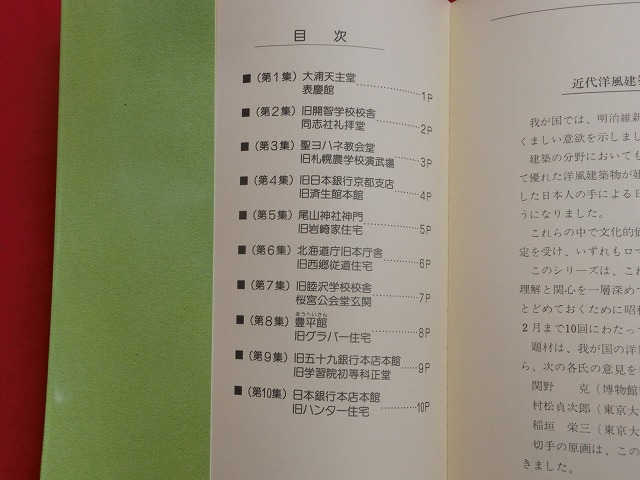 目次
■(第1集) 大浦天主堂
表慶館……………1P
■(第2集) 旧開智学校校舎
同志社礼拝堂……………2P
■(第3集) 聖ヨハネ教会堂
旧札幌農学校演武場……………3P
■(第4集) 旧日本銀行京都支店
旧済生館本館……………4P
■(第5集) 尾山神社神門
旧岩崎家住宅……………5P
■(第6集) 北海道庁旧本庁舎
旧西郷従道住宅……………6P
■(第7集) 旧睦沢学校校舎
桜宮公会堂玄関……………7P
ほうへいかん
■(第8集) 豊平館
旧グラバー住宅……………8P
■(第9集) 旧五十九銀行本店本館
旧学習院初等科正堂……………9P
■(第10集) 日本銀行本店本館
旧ハンター住宅……………10P
近代洋風建築
我が国では、明治維新
くましい意欲を示しまし
建築の分野においても
て優れた洋風建築物が建
した日本人の手による日
うになりました。
これらの中で文化的価
定を受け、いずれもロマ
このシリーズは、これ
理解と関心を一層深めて
とどめておくために昭和
2月まで10回にわたって
題材は、我が国の洋風
ら、次の各氏の意見を
関野 克(博物館
村松貞次郎(東京大
稲垣 栄三(東京大
切手の原画は、この
きました。